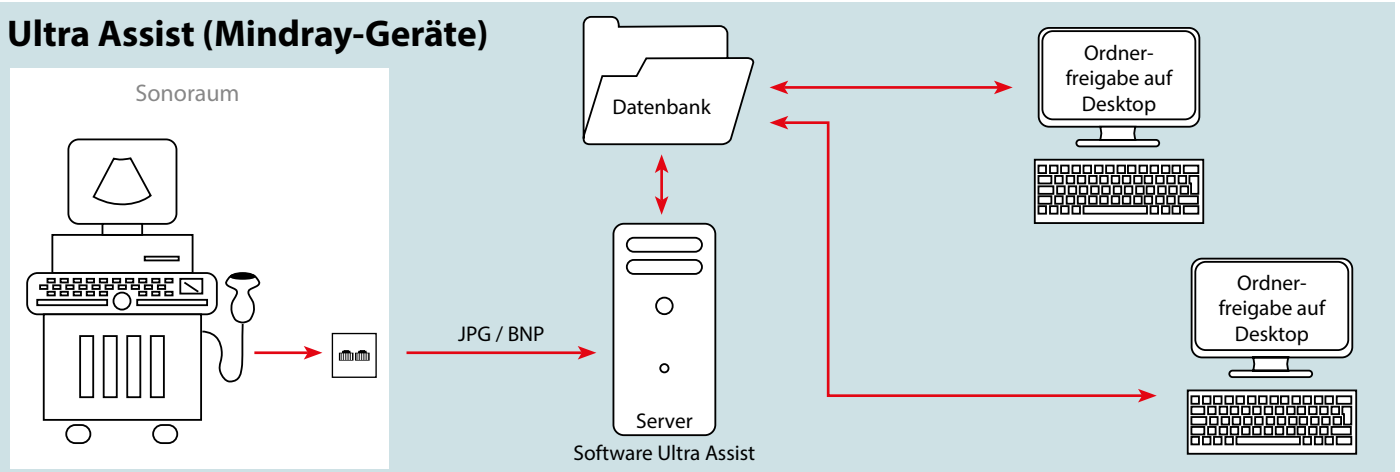 Ultra Assist (Mindray-Geräte)
Sonoraum
JPG / BNP
Datenbank
Server
Software Ultra Assist
Ordner-
freigabe auf
Desktop
Ordner-
freigabe auf
Desktop